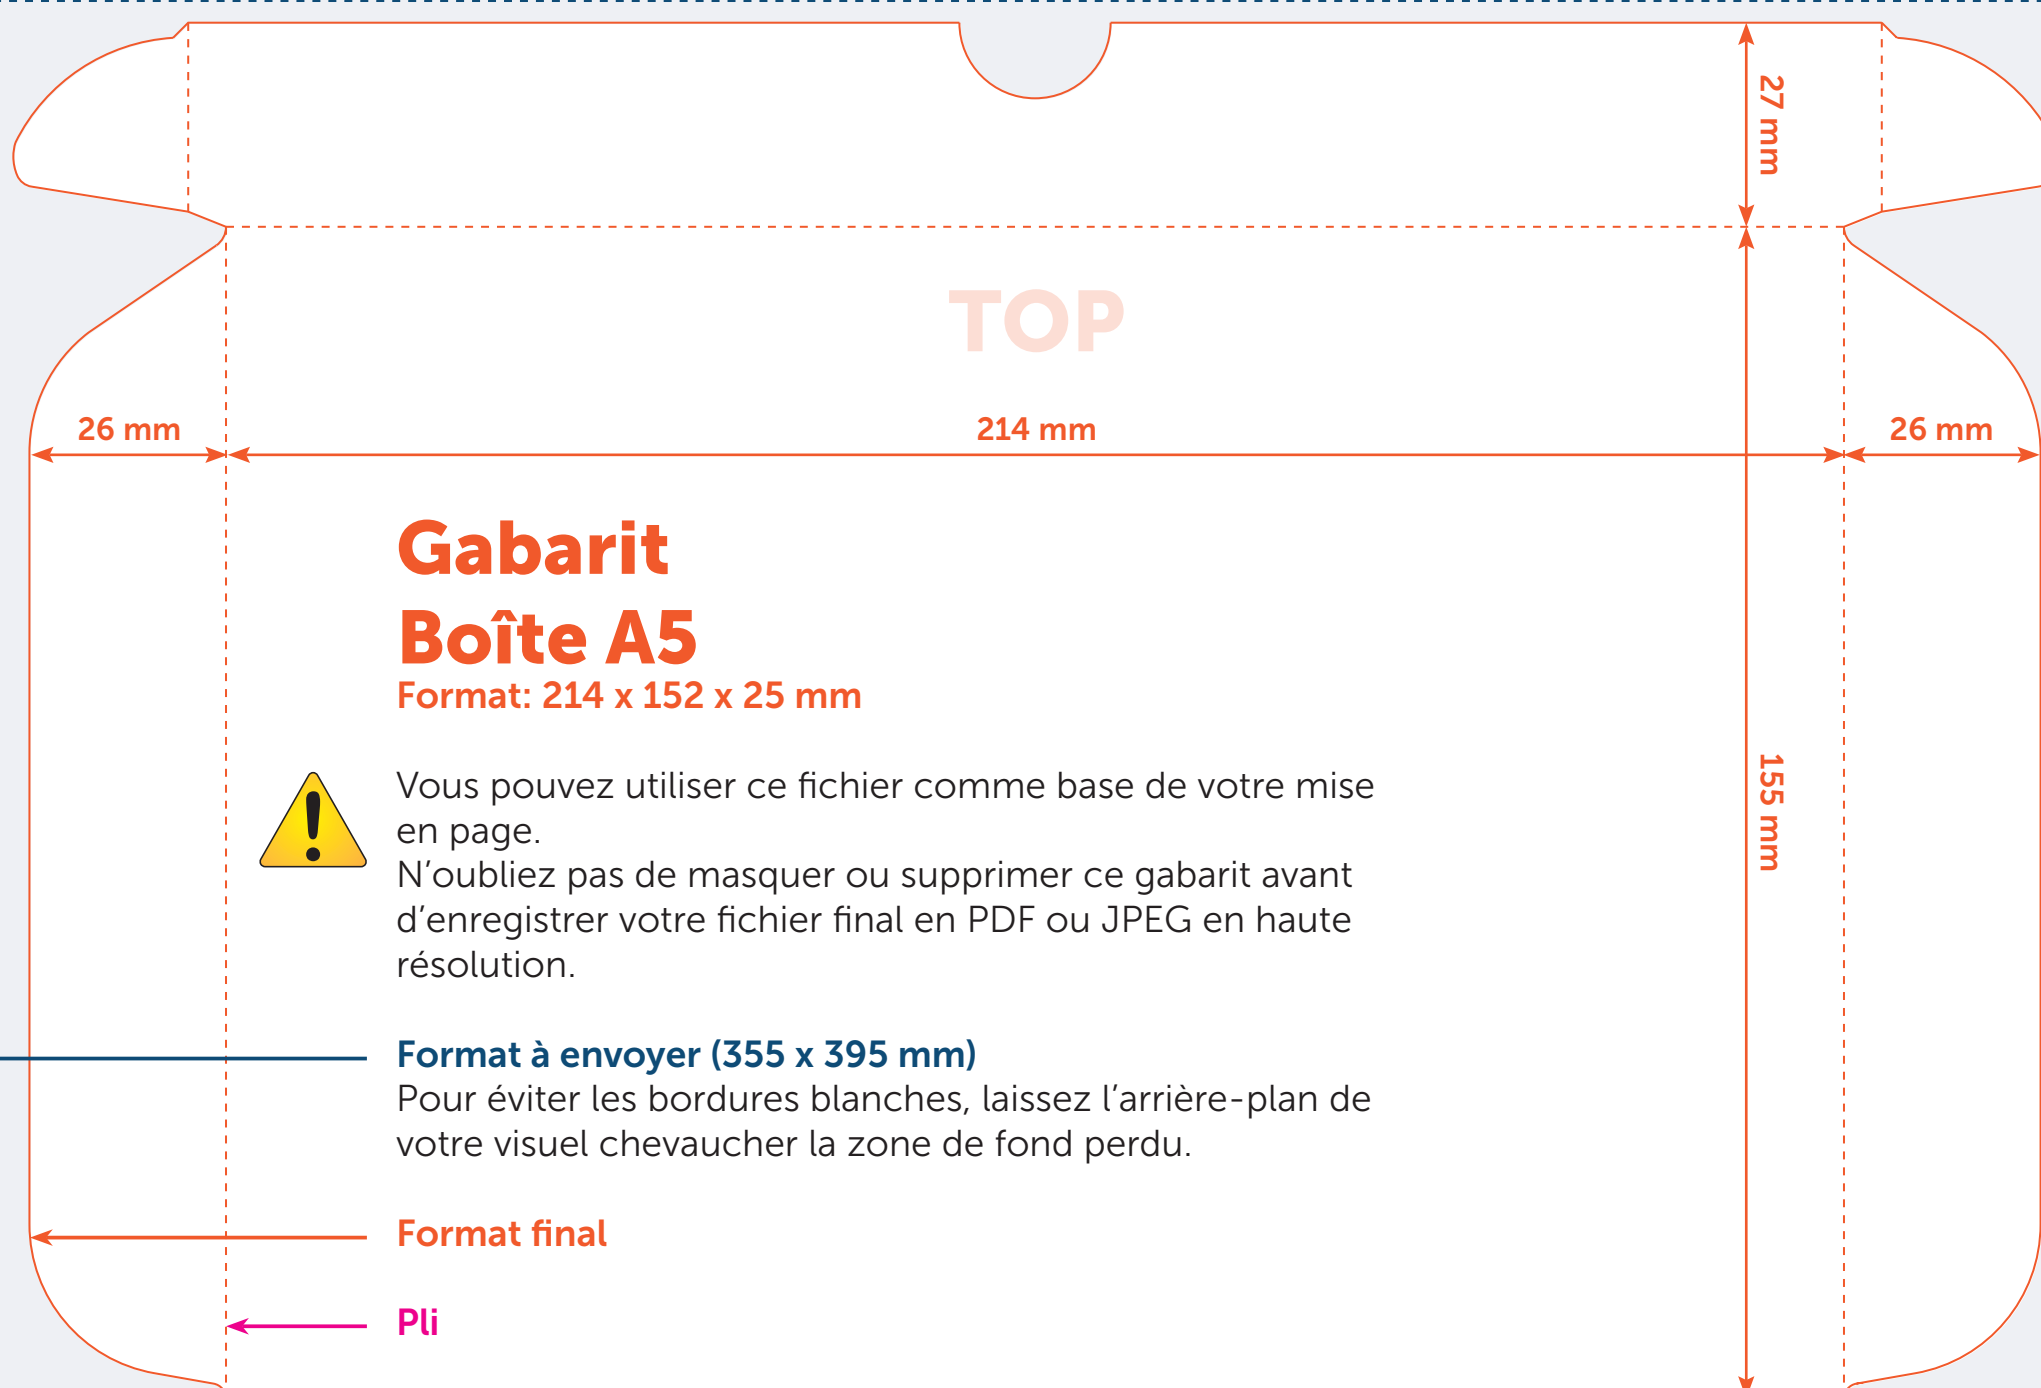 27 mm
TOP
26 mm
214 mm
26 mm
Gabarit
Boîte A5
Format: 214 x 152 x 25 mm
155 mm
Vous pouvez utiliser ce fichier comme base de votre mise
en page.
N’oubliez pas de masquer ou supprimer ce gabarit avant
d’enregistrer votre fichier final en PDF ou JPEG en haute
résolution.
Format à envoyer (355 x 395 mm)
Pour éviter les bordures blanches, laissez l’arrière-plan de
votre visuel chevaucher la zone de fond perdu.
Format final
Pli